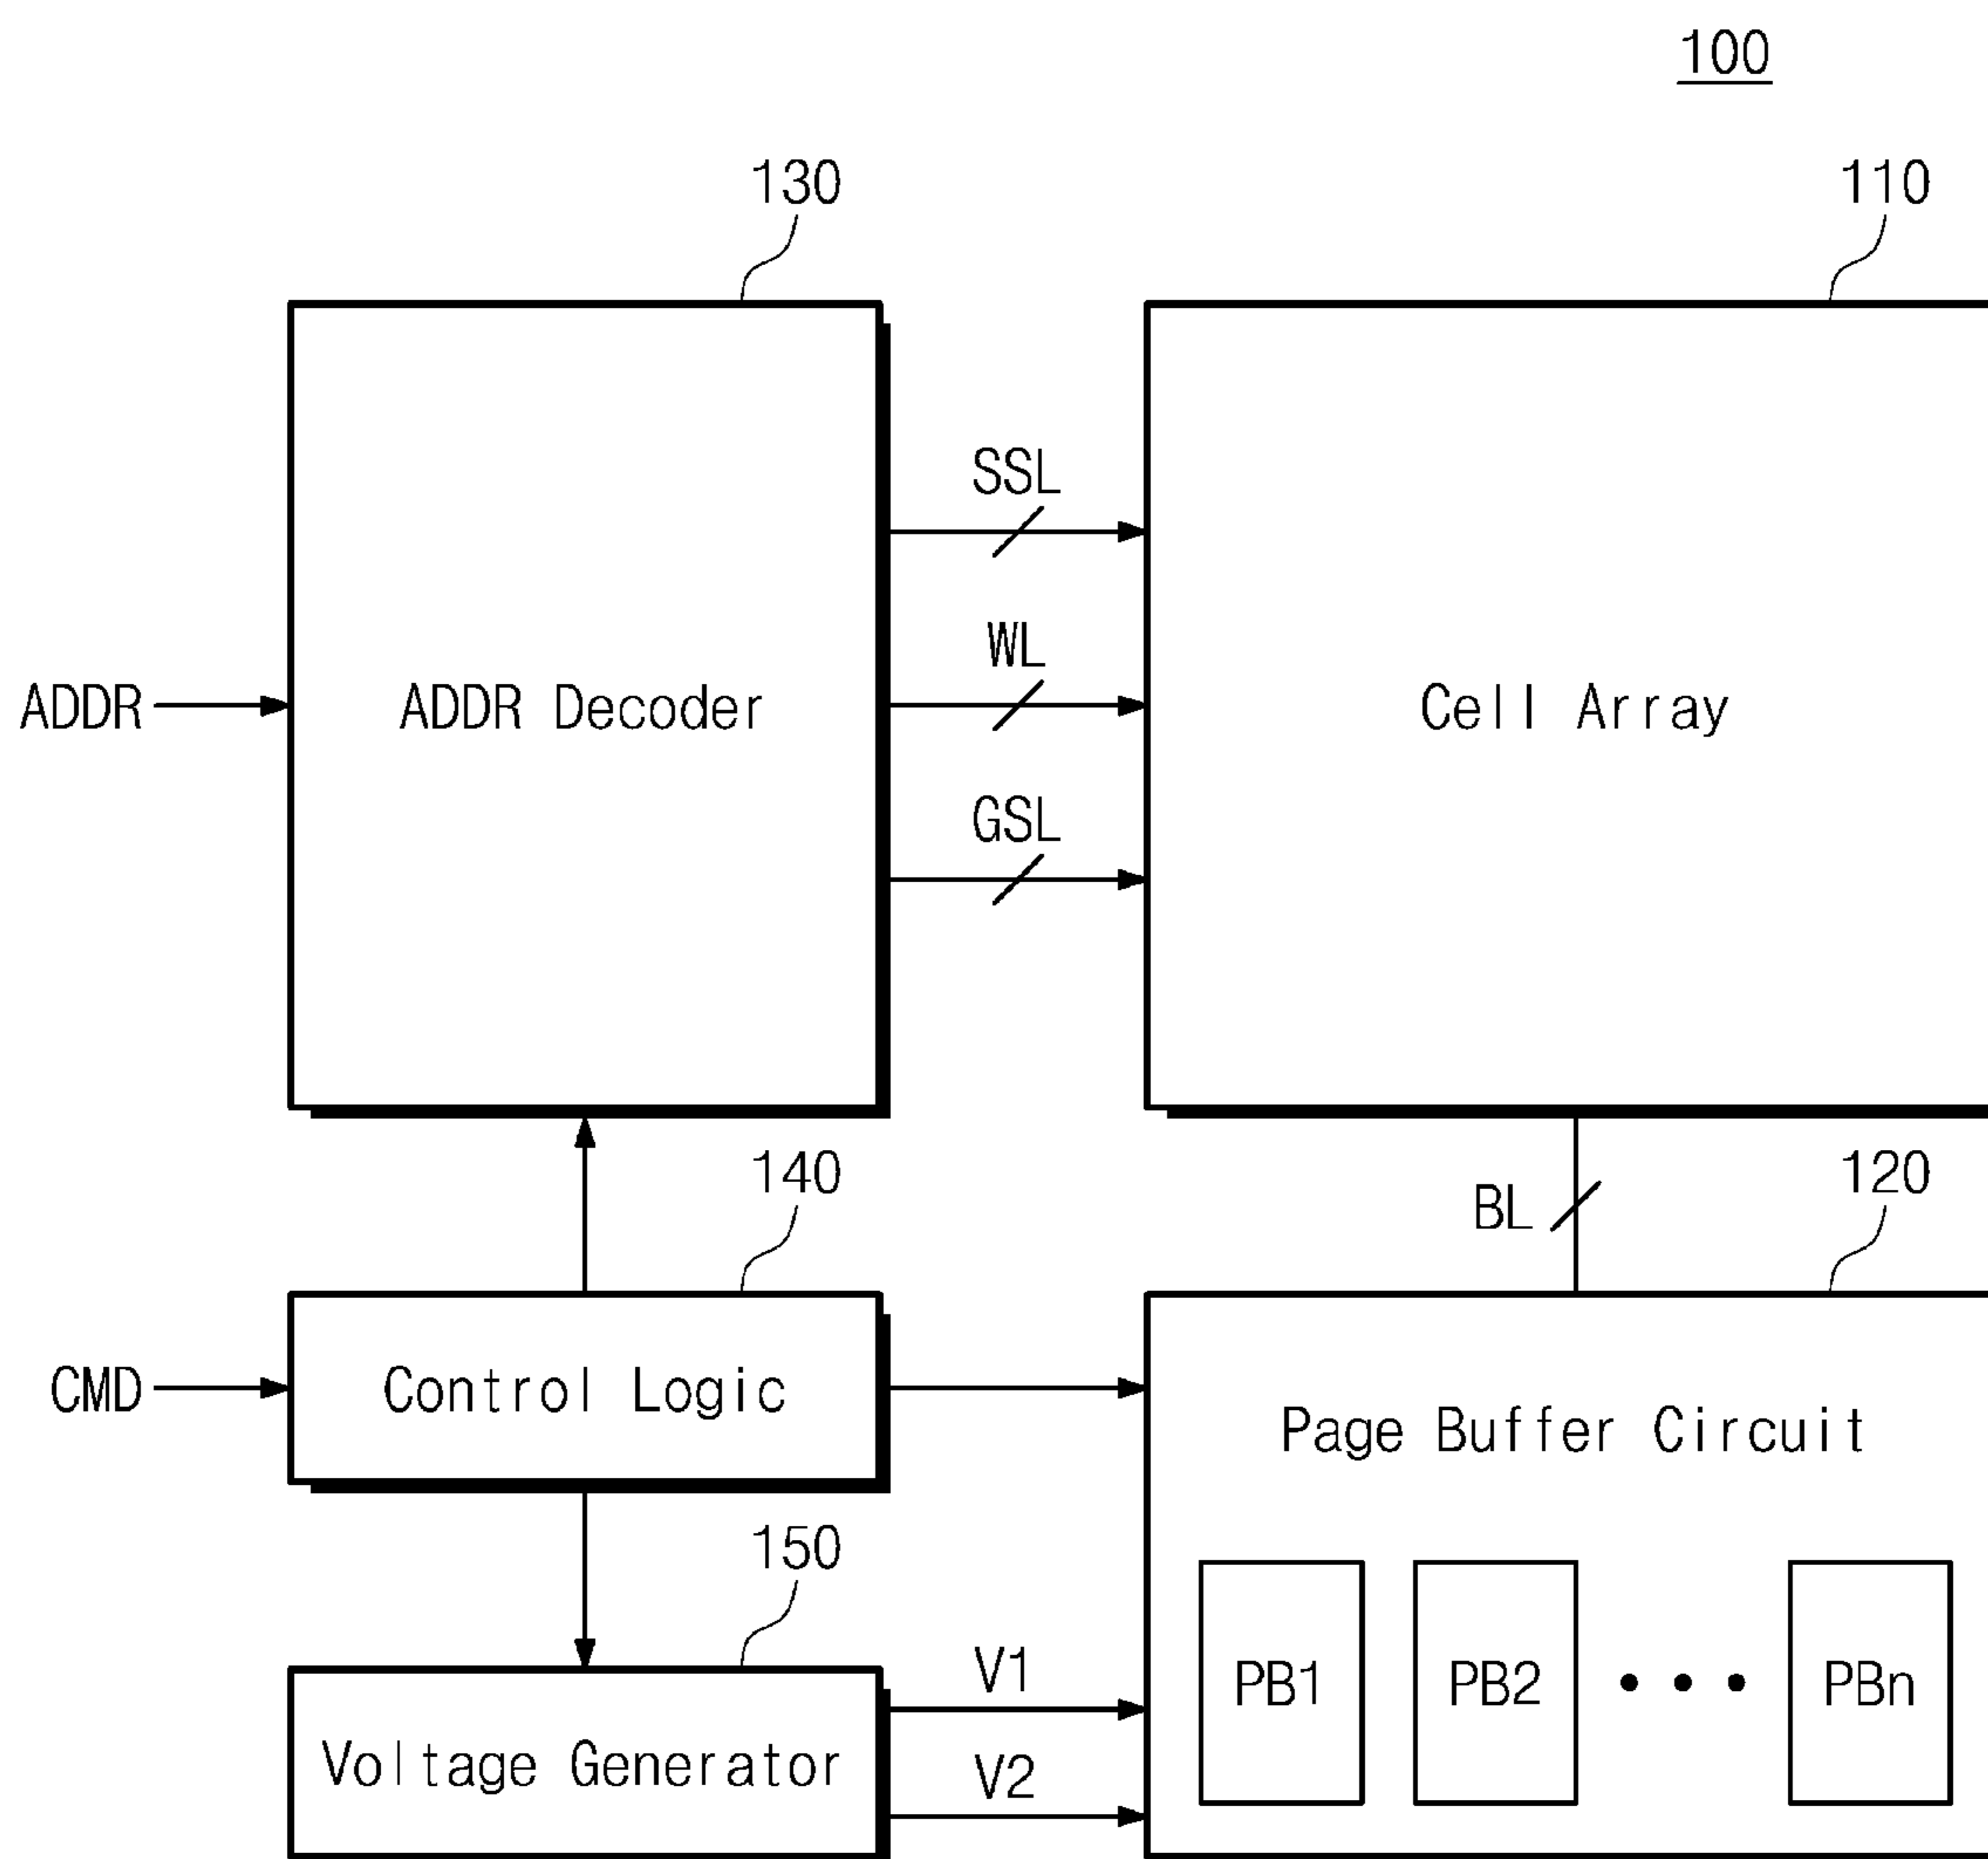 100
130
110
SSL
WL
ADDR
ADDR Decoder
Cell Array
GSL
140
120
BL
CMD
Control Logic
Page Buffer Circuit
150
V1
PB1
PB2
• • •
PBn
Voltage Generator
V2